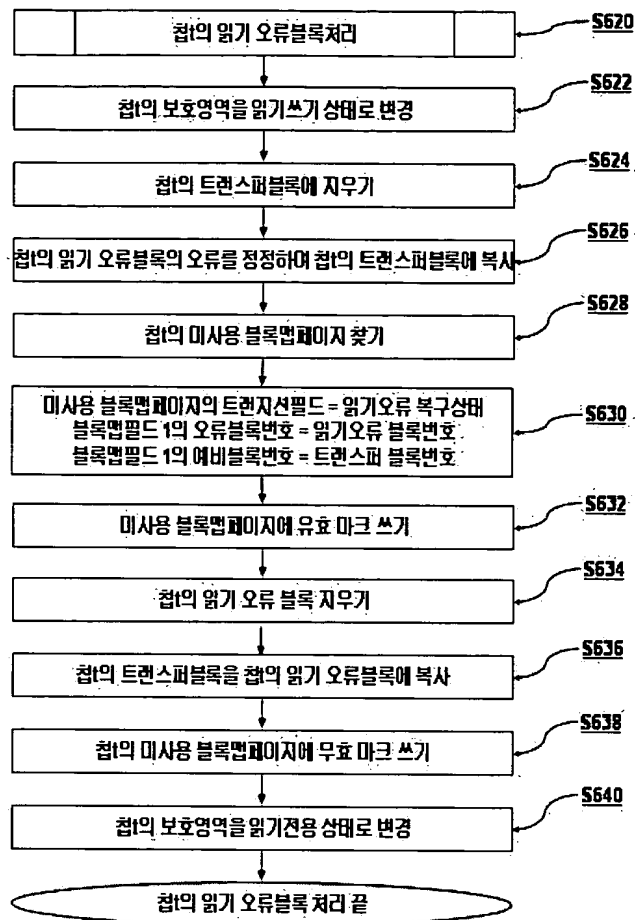 칩t의 읽기 오류블록처리
S620
칩t의 보호영역을 읽기쓰기 상태로 변경
S622
칩t의 트랜스퍼블록에 지우기
S624
칩t의 읽기 오류블록의 오류를 정정하며 칩t의 트랜스퍼블록에 복사
S626
칩t의 미사용 블록맵페이지 찾기
S628
미사용 블록맵페이지의 트랜지션필드 = 읽기오류 복구상태
블록맵필드 1의 오류블록번호 = 읽기오류 블록번호
블록맵필드 1의 예비블록번호 = 트랜스퍼 블록번호
S630
미사용 블록맵페이지에 유효 마크 쓰기
S632
칩t의 읽기 오류 블록 지우기
S634
칩t의 트랜스퍼블록을 칩t의 읽기 오류블록에 복사
S636
칩t의 미사용 블록맵페이지에 무효 마크 쓰기
S638
칩t의 보호영역을 읽기전용 상태로 변경
S640
칩t의 읽기 오류블록 처리 끝